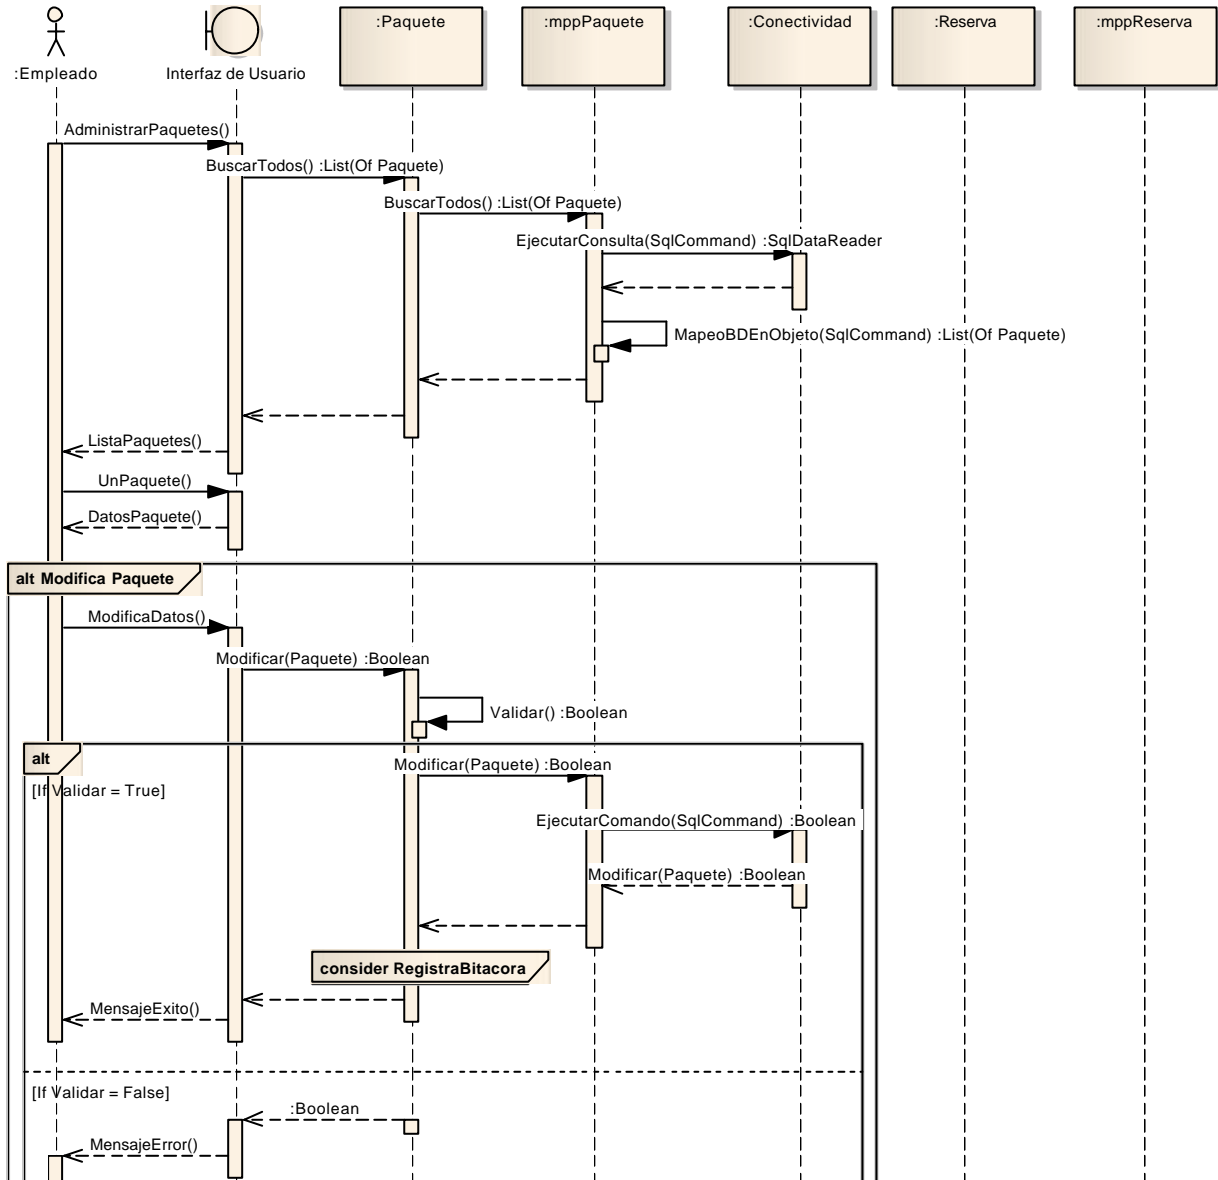 :Empleado
Interfaz de Usuario
:Paquete
:mppPaquete
:Conectividad
:Reserva
:mppReserva
AdministrarPaquetes()
BuscarTodos() :List(Of Paquete)
BuscarTodos() :List(Of Paquete)
EjecutarConsulta(SqlCommand) :SqlDataReader
MapeoBDEnObjeto(SqlCommand) :List(Of Paquete)
ListaPaquetes()
UnPaquete()
DatosPaquete()
alt Modifica Paquete
ModificaDatos()
Modificar(Paquete) :Boolean
Validar() :Boolean
alt
Modificar(Paquete) :Boolean
[If Validar = True]
EjecutarComando(SqlCommand) :Boolean
Modificar(Paquete) :Boolean
consider RegistraBitacora
MensajeExito()
[If Validar = False]
:Boolean
MensajeError()